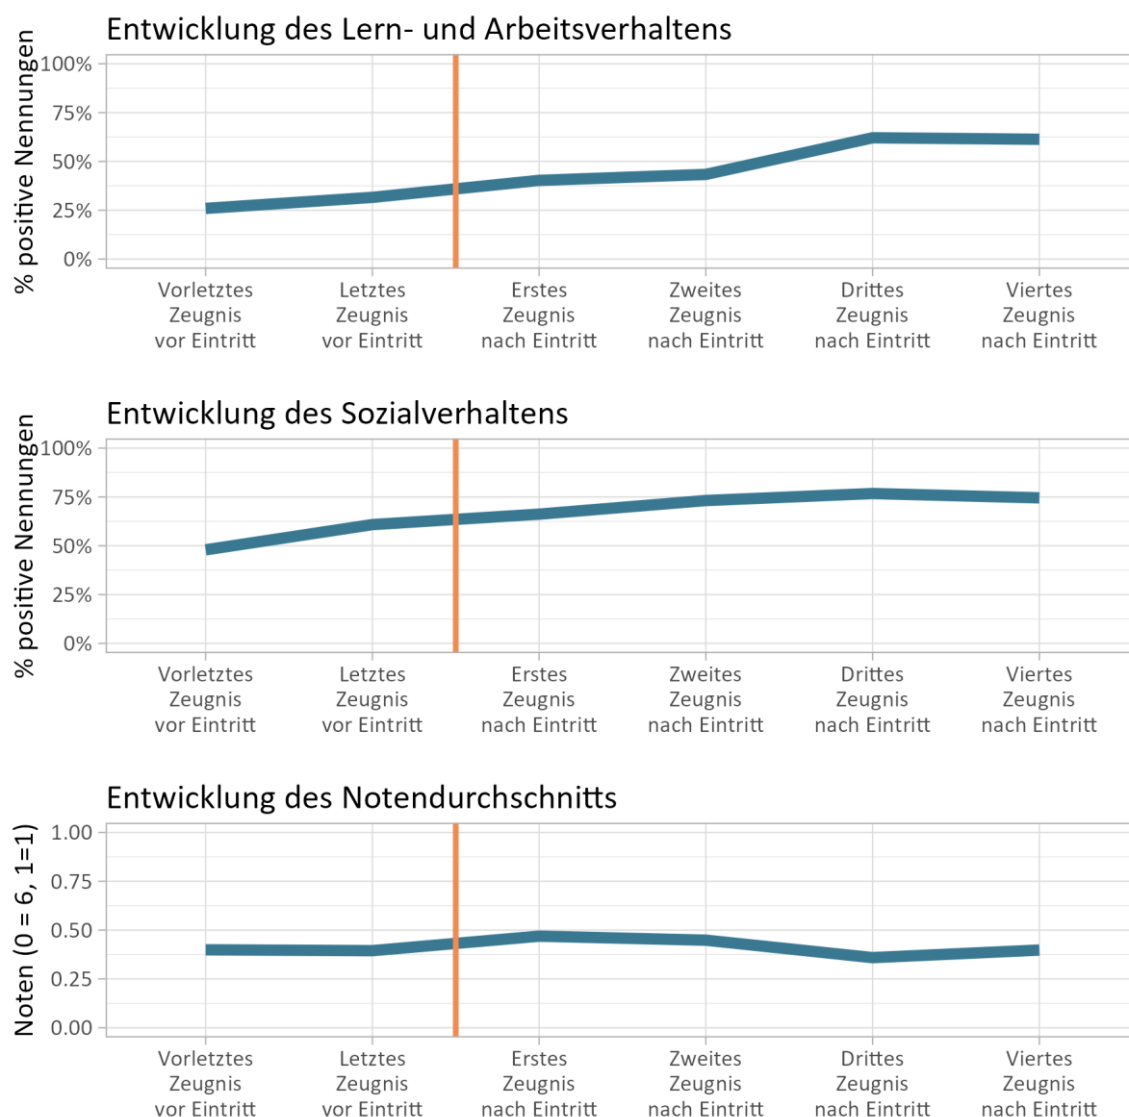 Entwicklung des Lern- und Arbeitsverhaltens
% positive Nennungen
100%
75%
50%
25%
0%
Vorletztes Letztes Erstes Zweites Drittes Viertes
Zeugnis Zeugnis Zeugnis Zeugnis Zeugnis Zeugnis
vor Eintritt vor Eintritt nach Eintritt nach Eintritt nach Eintritt nach Eintritt
Entwicklung des Sozialverhaltens
% positive Nennungen
100%
75%
50%
25%
0%
Vorletztes Letztes Erstes Zweites Drittes Viertes
Zeugnis Zeugnis Zeugnis Zeugnis Zeugnis Zeugnis
vor Eintritt vor Eintritt nach Eintritt nach Eintritt nach Eintritt nach Eintritt
Entwicklung des Notendurchschnitts
Noten (0 = 6, 1=1)
1.00
0.75
0.50
0.25
0.00
Vorletztes Letztes Erstes Zweites Drittes Viertes
Zeugnis Zeugnis Zeugnis Zeugnis Zeugnis Zeugnis
vor Eintritt vor Eintritt nach Eintritt nach Eintritt nach Eintritt nach Eintritt